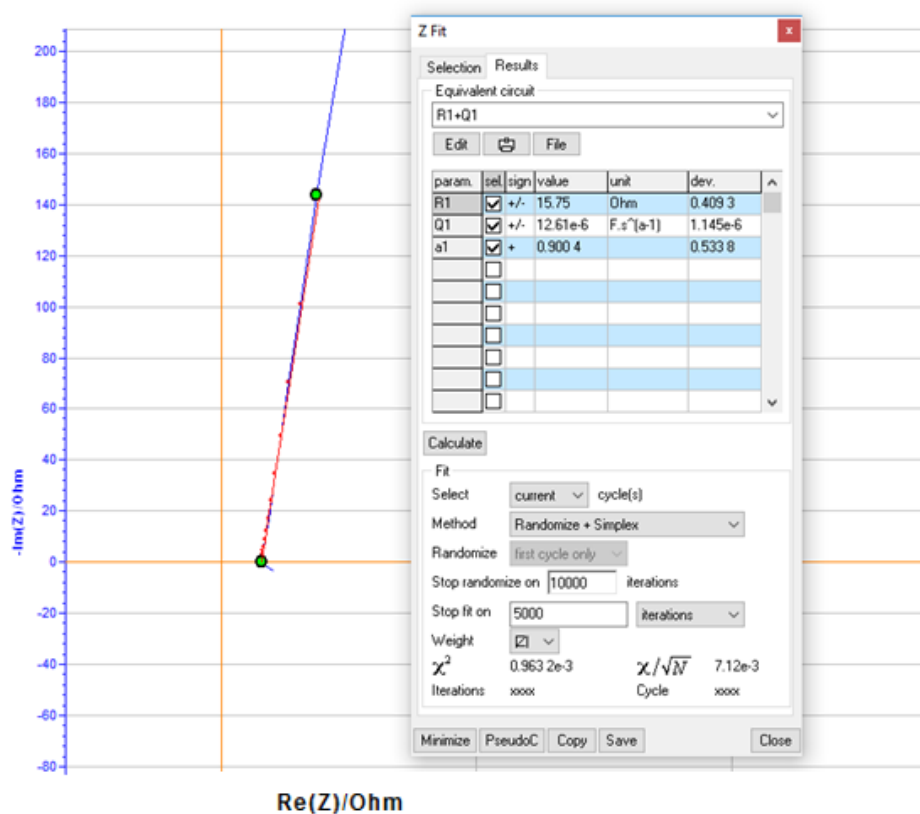 200
180
160
140
120
100
80
60
40
20
0
-20
-40
-60
-80
-Im(Z)/Ohm
Re(Z)/Ohm
Z Fit
x
Selection Results
Equivalent circuit
R1+Q1
Edit File
param. sel sign value unit dev.
R1 +/- 15.75 Ohm 0.409 3
Q1 +/- 12.61e-6 F.s^(a-1) 1.145e-6
a1 + 0.900 4 0.533 8
Calculate
Fit
Select current cycle(s)
Method Randomize + Simplex
Randomize first cycle only
Stop randomize on 10000 iterations
Stop fit on 5000 iterations
Weight |Z|
χ² 0.963 2e-3 χ/√N 7.12e-3
Iterations xxxx Cycle xxxx
Minimize PseudoC Copy Save Close